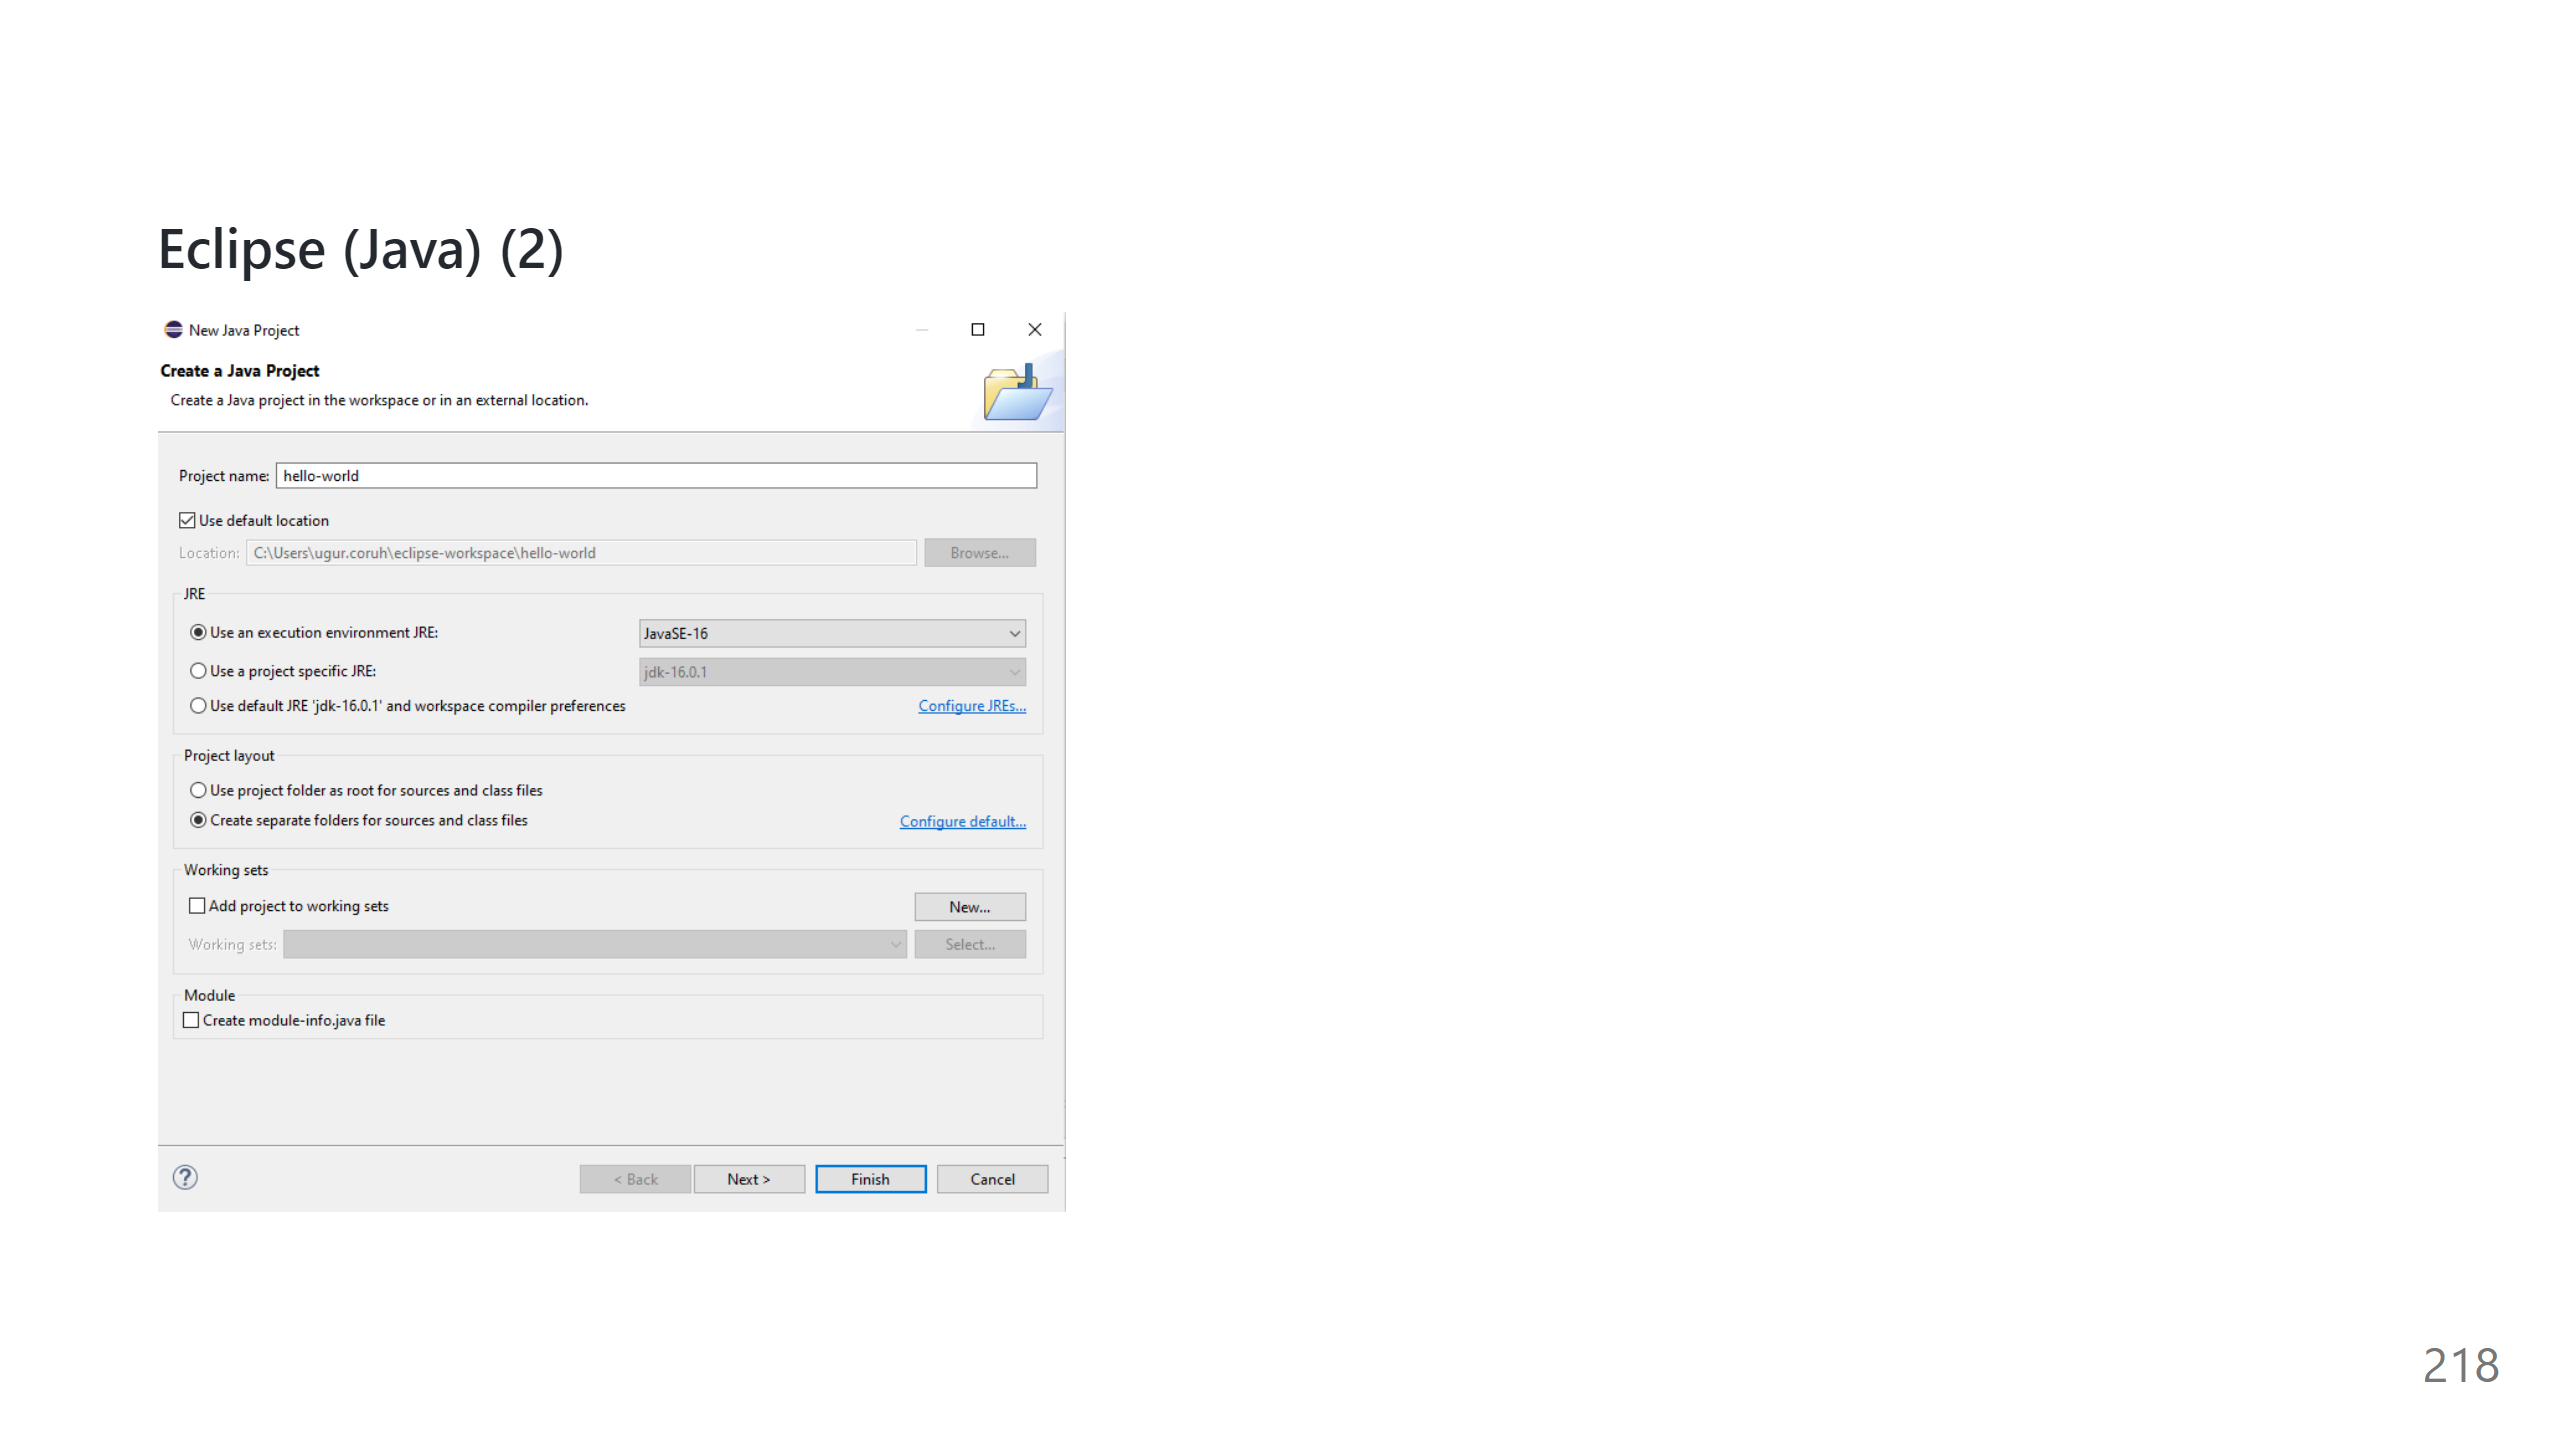 Eclipse (Java) (2)
New Java Project
Create a Java Project
Create a Java project in the workspace or in an external location.
Project name: hello-world
Use default location
Location: C:\Users\ugur.coruh\eclipse-workspace\hello-world Browse...
JRE
Use an execution environment JRE: JavaSE-16
Use a project specific JRE: jdk-16.0.1
Use default JRE 'jdk-16.0.1' and workspace compiler preferences Configure JREs...
Project layout
Use project folder as root for sources and class files
Create separate folders for sources and class files Configure default...
Working sets
Add project to working sets New...
Working sets: Select...
Module
Create module-info.java file
? < Back Next > Finish Cancel
218